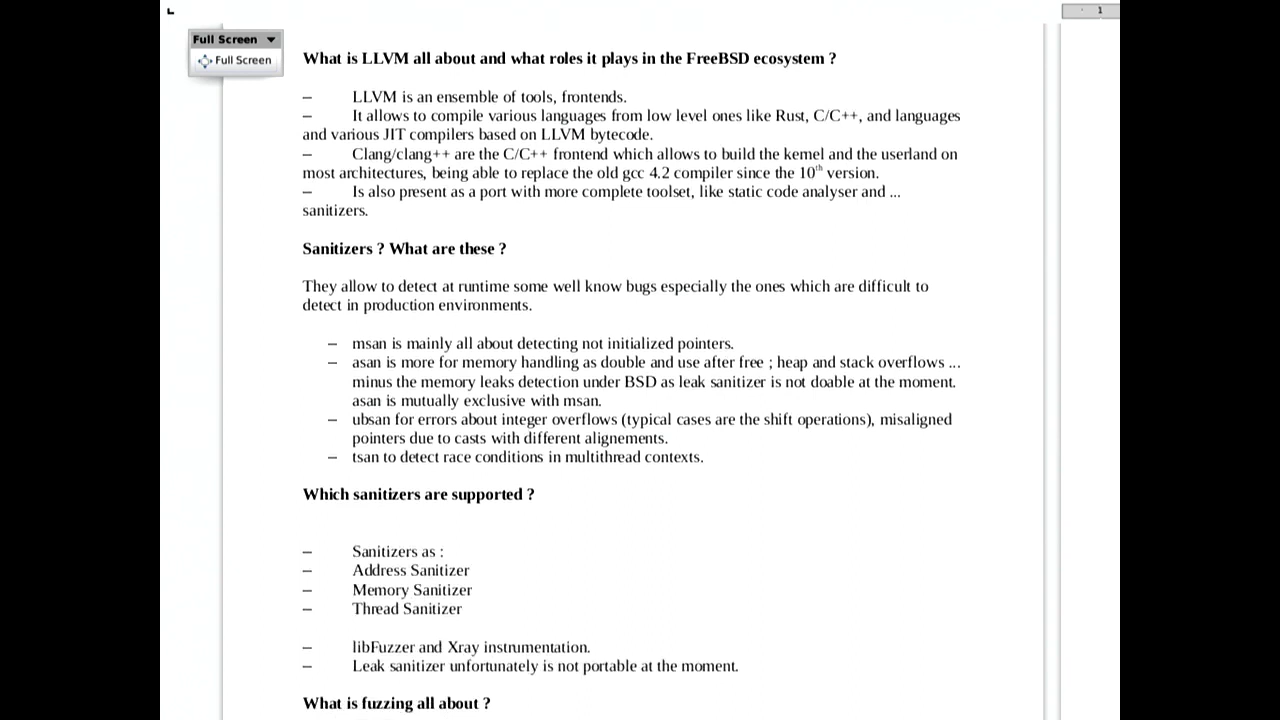 1
Full Screen
Full Screen
What is LLVM all about and what roles it plays in the FreeBSD ecosystem ?
– LLVM is an ensemble of tools, frontends.
– It allows to compile various languages from low level ones like Rust, C/C++, and languages
and various JIT compilers based on LLVM bytecode.
– Clang/clang++ are the C/C++ frontend which allows to build the kernel and the userland on
most architectures, being able to replace the old gcc 4.2 compiler since the 10th version.
– Is also present as a port with more complete toolset, like static code analyser and ...
sanitizers.
Sanitizers ? What are these ?
They allow to detect at runtime some well know bugs especially the ones which are difficult to
detect in production environments.
– msan is mainly all about detecting not initialized pointers.
– asan is more for memory handling as double and use after free ; heap and stack overflows ...
minus the memory leaks detection under BSD as leak sanitizer is not doable at the moment.
asan is mutually exclusive with msan.
– ubsan for errors about integer overflows (typical cases are the shift operations), misaligned
pointers due to casts with different alignements.
– tsan to detect race conditions in multithread contexts.
Which sanitizers are supported ?
– Sanitizers as :
– Address Sanitizer
– Memory Sanitizer
– Thread Sanitizer
– libFuzzer and Xray instrumentation.
– Leak sanitizer unfortunately is not portable at the moment.
What is fuzzing all about ?